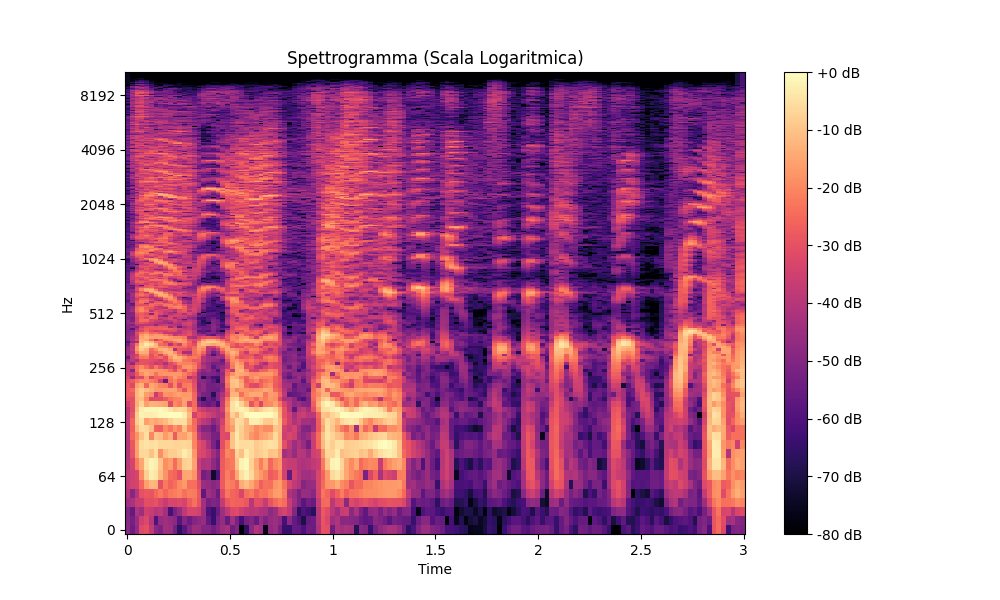 Spettrogramma (Scala Logaritmica)
8192
4096
2048
1024
512
256
128
64
0
Hz
0
0.5
1
1.5
2
2.5
3
Time
+0 dB
-10 dB
-20 dB
-30 dB
-40 dB
-50 dB
-60 dB
-70 dB
-80 dB